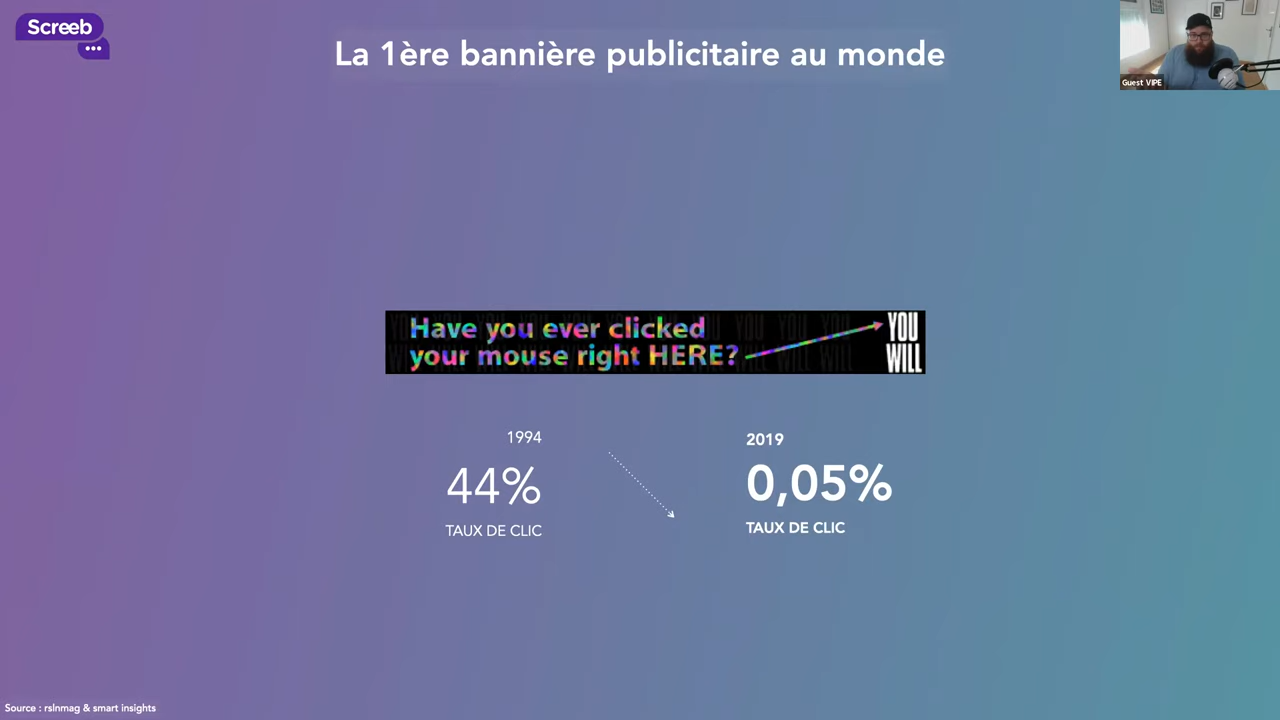 Screeb
La 1ère bannière publicitaire au monde
Guest VIPE
Have you ever clicked
your mouse right HERE?
YOU
WILL
1994
44%
TAUX DE CLIC
2019
0,05%
TAUX DE CLIC
Source : rslnmag & smart insights